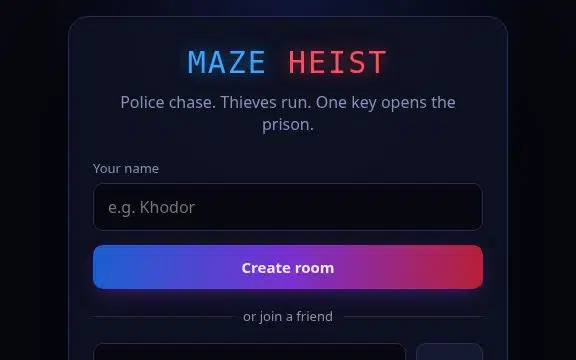 MAZE HEIST
Police chase. Thieves run. One key opens the
prison.
Your name
e.g. Khodor
Create room
or join a friend